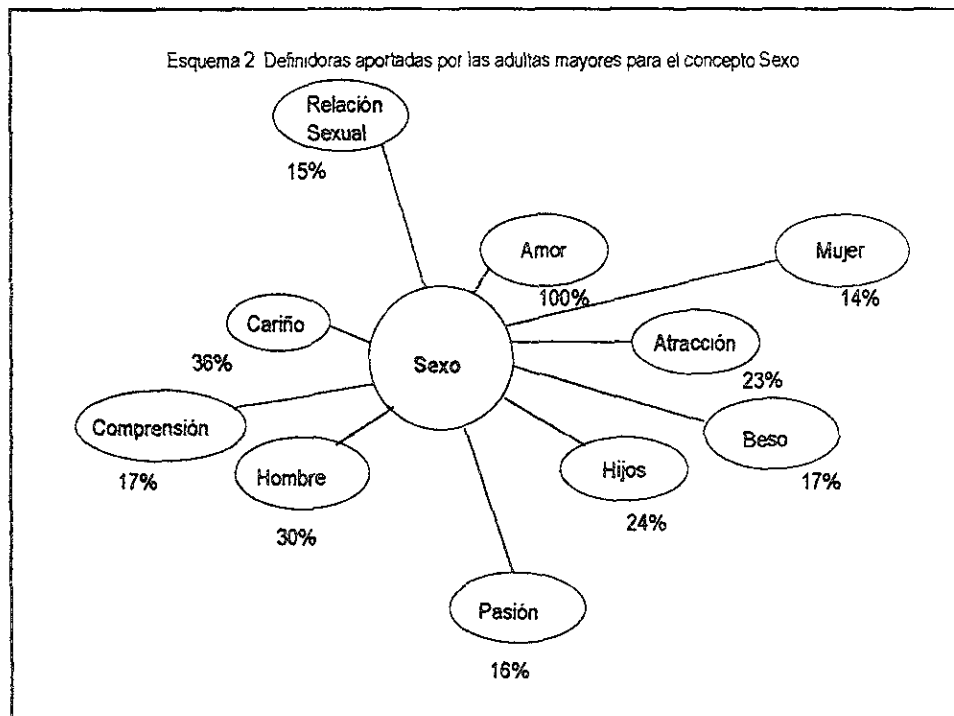 Esquema 2 Definidoras aportadas por las adultas mayores para el concepto Sexo
Relación
Sexual
15%
Amor
100%
Mujer
14%
Cariño
36%
Sexo
Atracción
23%
Comprensión
17%
Hombre
30%
Hijos
24%
Beso
17%
Pasión
16%